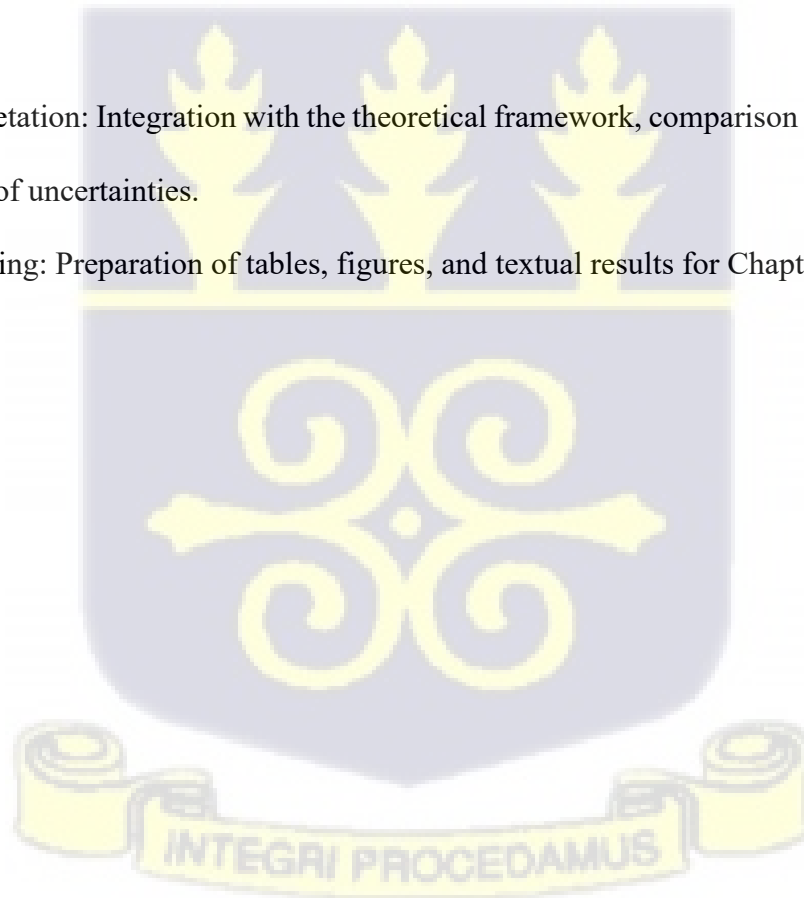 etation: Integration with the theoretical framework, comparison
of uncertainties.
ing: Preparation of tables, figures, and textual results for Chapt
INTEGRI PROCEDAMUS